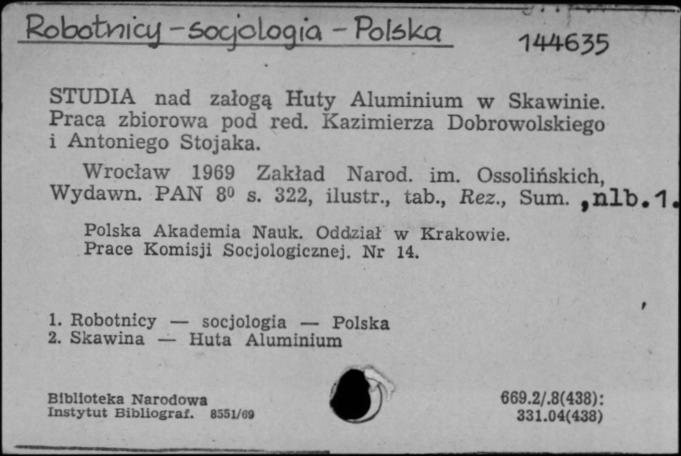 Robotnicy – socjologia – Polska
144635
STUDIA nad załogą Huty Aluminium w Skawinie.
Praca zbiorowa pod red. Kazimierza Dobrowolskiego
i Antoniego Stojaka.
Wrocław 1969 Zakład Narod. im. Ossolińskich,
Wydawn. PAN 8⁰ s. 322, ilustr., tab., Rez., Sum. ,nlb.1.
Polska Akademia Nauk. Oddział w Krakowie.
Prace Komisji Socjologicznej. Nr 14.
1. Robotnicy — socjologia — Polska
2. Skawina — Huta Aluminium
Biblioteka Narodowa
Instytut Bibliograf. 8551/69
669.2/.8(438):
331.04(438)